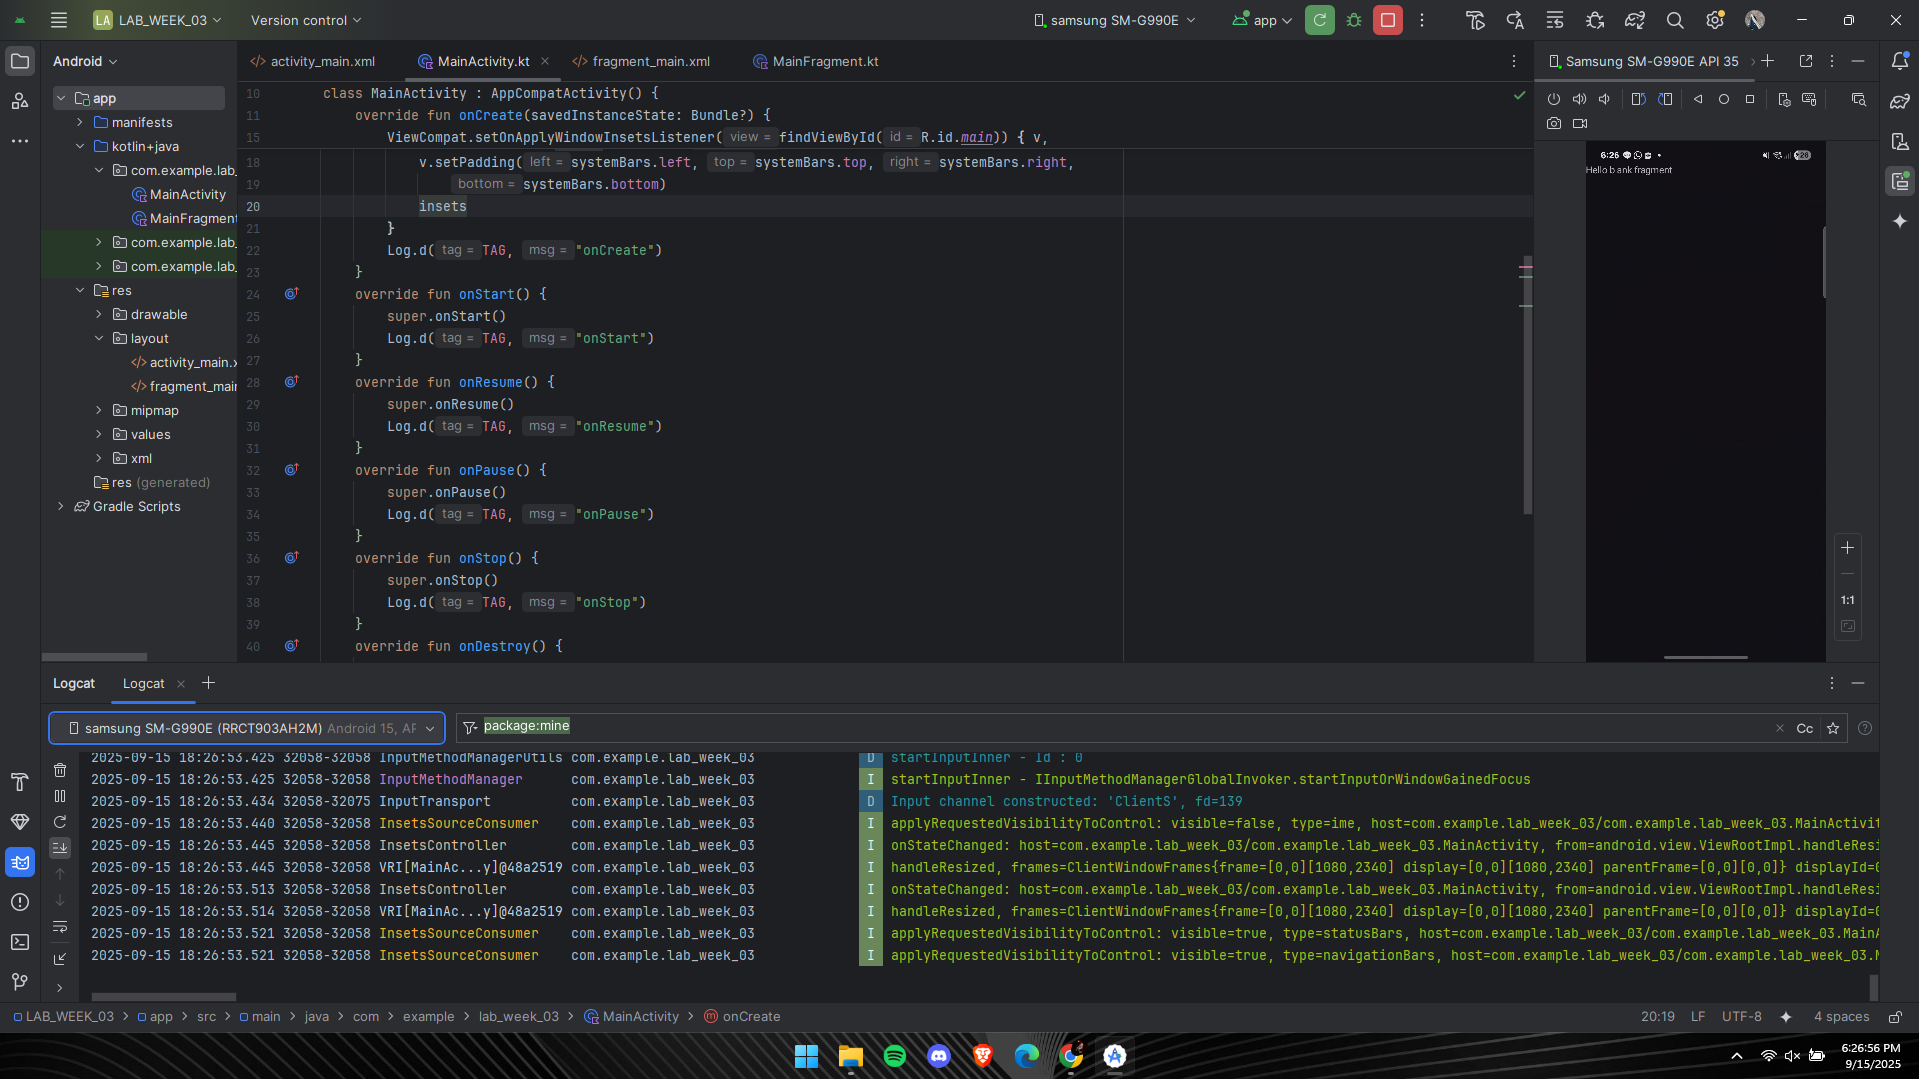 LA LAB_WEEK_03
Version control
samsung SM-G990E
app
Android
activity_main.xml
MainActivity.kt
fragment_main.xml
MainFragment.kt
Samsung SM-G990E API 35
app
manifests
kotlin+java
com.example.lab_
MainActivity
MainFragment
com.example.lab_
com.example.lab_
res
drawable
layout
activity_main.x
fragment_mai
mipmap
values
xml
res (generated)
Gradle Scripts
10 class MainActivity : AppCompatActivity() {
11 override fun onCreate(savedInstanceState: Bundle?) {
15 ViewCompat.setOnApplyWindowInsetsListener( view = findViewById( id = R.id.main)) { v,
18 v.setPadding( left = systemBars.left, top = systemBars.top, right = systemBars.right,
19 bottom = systemBars.bottom)
20 insets
21 }
22 Log.d( tag = TAG, msg = "onCreate")
23 }
24 override fun onStart() {
25 super.onStart()
26 Log.d( tag = TAG, msg = "onStart")
27 }
28 override fun onResume() {
29 super.onResume()
30 Log.d( tag = TAG, msg = "onResume")
31 }
32 override fun onPause() {
33 super.onPause()
34 Log.d( tag = TAG, msg = "onPause")
35 }
36 override fun onStop() {
37 super.onStop()
38 Log.d( tag = TAG, msg = "onStop")
39 }
40 override fun onDestroy() {
6:26
Hello b ank fragment
1:1
Logcat
Logcat
samsung SM-G990E (RRCT903AH2M) Android 15, AP
package:mine
Cc
2025-09-15 18:26:53.425 32058-32058 InputMethodManagerUtils com.example.lab_week_03 D startInputInner - Id : 0
2025-09-15 18:26:53.425 32058-32058 InputMethodManager com.example.lab_week_03 I startInputInner - IInputMethodManagerGlobalInvoker.startInputOrWindowGainedFocus
2025-09-15 18:26:53.434 32058-32075 InputTransport com.example.lab_week_03 D Input channel constructed: 'ClientS', fd=139
2025-09-15 18:26:53.440 32058-32058 InsetsSourceConsumer com.example.lab_week_03 I applyRequestedVisibilityToControl: visible=false, type=ime, host=com.example.lab_week_03/com.example.lab_week_03.MainActivit
2025-09-15 18:26:53.445 32058-32058 InsetsController com.example.lab_week_03 I onStateChanged: host=com.example.lab_week_03/com.example.lab_week_03.MainActivity, from=android.view.ViewRootImpl.handleResi
2025-09-15 18:26:53.445 32058-32058 VRI[MainAc...y]@48a2519 com.example.lab_week_03 I handleResized, frames=ClientWindowFrames{frame=[0,0][1080,2340] display=[0,0][1080,2340] parentFrame=[0,0][0,0]} displayId=0
2025-09-15 18:26:53.513 32058-32058 InsetsController com.example.lab_week_03 I onStateChanged: host=com.example.lab_week_03/com.example.lab_week_03.MainActivity, from=android.view.ViewRootImpl.handleResi
2025-09-15 18:26:53.514 32058-32058 VRI[MainAc...y]@48a2519 com.example.lab_week_03 I handleResized, frames=ClientWindowFrames{frame=[0,0][1080,2340] display=[0,0][1080,2340] parentFrame=[0,0][0,0]} displayId=0
2025-09-15 18:26:53.521 32058-32058 InsetsSourceConsumer com.example.lab_week_03 I applyRequestedVisibilityToControl: visible=true, type=statusBars, host=com.example.lab_week_03/com.example.lab_week_03.MainA
2025-09-15 18:26:53.521 32058-32058 InsetsSourceConsumer com.example.lab_week_03 I applyRequestedVisibilityToControl: visible=true, type=navigationBars, host=com.example.lab_week_03/com.example.lab_week_03.M
LAB_WEEK_03 > app > src > main > java > com > example > lab_week_03 > MainActivity > onCreate
20:19 LF UTF-8 4 spaces
6:26:56 PM
9/15/2025